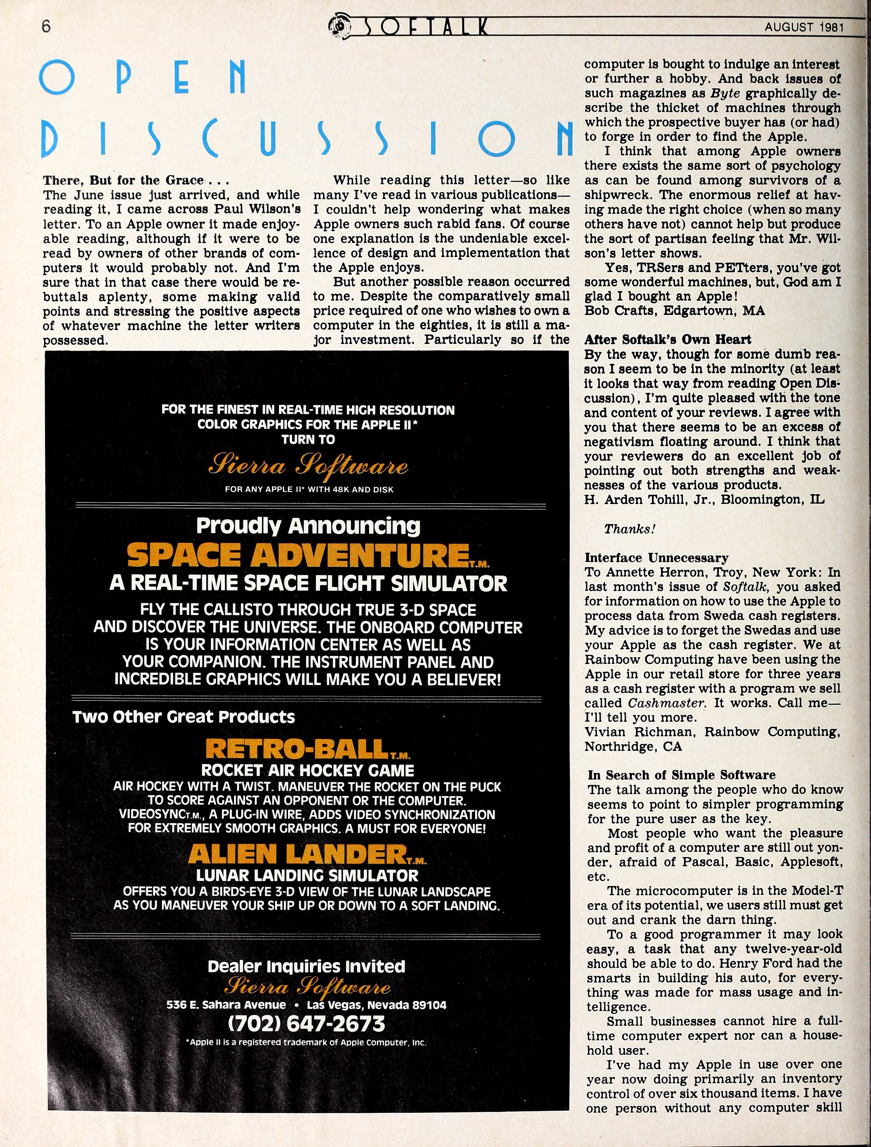 6
SOFTALK
AUGUST 1981
OPEN
DISCUSSION
There, But for the Grace . . .
The June issue just arrived, and while
reading it, I came across Paul Wilson's
letter. To an Apple owner it made enjoy-
able reading, although if it were to be
read by owners of other brands of com-
puters it would probably not. And I'm
sure that in that case there would be re-
buttals aplenty, some making valid
points and stressing the positive aspects
of whatever machine the letter writers
possessed.
While reading this letter—so like
many I've read in various publications—
I couldn't help wondering what makes
Apple owners such rabid fans. Of course
one explanation is the undeniable excel-
lence of design and implementation that
the Apple enjoys.
But another possible reason occurred
to me. Despite the comparatively small
price required of one who wishes to own a
computer in the eighties, it is still a ma-
jor investment. Particularly so if the
computer is bought to indulge an interest
or further a hobby. And back issues of
such magazines as Byte graphically de-
scribe the thicket of machines through
which the prospective buyer has (or had)
to forge in order to find the Apple.
I think that among Apple owners
there exists the same sort of psychology
as can be found among survivors of a
shipwreck. The enormous relief at hav-
ing made the right choice (when so many
others have not) cannot help but produce
the sort of partisan feeling that Mr. Wil-
son's letter shows.
Yes, TRSers and PETters, you've got
some wonderful machines, but, God am I
glad I bought an Apple!
Bob Crafts, Edgartown, MA
After Softalk's Own Heart
By the way, though for some dumb rea-
son I seem to be in the minority (at least
it looks that way from reading Open Dis-
cussion), I'm quite pleased with the tone
and content of your reviews. I agree with
you that there seems to be an excess of
negativism floating around. I think that
your reviewers do an excellent job of
pointing out both strengths and weak-
nesses of the various products.
H. Arden Tohill, Jr., Bloomington, IL
Thanks!
Interface Unnecessary
To Annette Herron, Troy, New York: In
last month's issue of Softalk, you asked
for information on how to use the Apple to
process data from Sweda cash registers.
My advice is to forget the Swedas and use
your Apple as the cash register. We at
Rainbow Computing have been using the
Apple in our retail store for three years
as a cash register with a program we sell
called Cashmaster. It works. Call me—
I'll tell you more.
Vivian Richman, Rainbow Computing,
Northridge, CA
In Search of Simple Software
The talk among the people who do know
seems to point to simpler programming
for the pure user as the key.
Most people who want the pleasure
and profit of a computer are still out yon-
der, afraid of Pascal, Basic, Applesoft,
etc.
The microcomputer is in the Model-T
era of its potential, we users still must get
out and crank the darn thing.
To a good programmer it may look
easy, a task that any twelve-year-old
should be able to do. Henry Ford had the
smarts in building his auto, for every-
thing was made for mass usage and in-
telligence.
Small businesses cannot hire a full-
time computer expert nor can a house-
hold user.
I've had my Apple in use over one
year now doing primarily an inventory
control of over six thousand items. I have
one person without any computer skill
FOR THE FINEST IN REAL-TIME HIGH RESOLUTION
COLOR GRAPHICS FOR THE APPLE II*
TURN TO
Sierra Software
FOR ANY APPLE II* WITH 48K AND DISK
Proudly Announcing
SPACE ADVENTURE T.M.
A REAL-TIME SPACE FLIGHT SIMULATOR
FLY THE CALLISTO THROUGH TRUE 3-D SPACE
AND DISCOVER THE UNIVERSE. THE ONBOARD COMPUTER
IS YOUR INFORMATION CENTER AS WELL AS
YOUR COMPANION. THE INSTRUMENT PANEL AND
INCREDIBLE GRAPHICS WILL MAKE YOU A BELIEVER!
Two Other Great Products
RETRO-BALL T.M.
ROCKET AIR HOCKEY GAME
AIR HOCKEY WITH A TWIST. MANEUVER THE ROCKET ON THE PUCK
TO SCORE AGAINST AN OPPONENT OR THE COMPUTER.
VIDEOSYNC T.M., A PLUG-IN WIRE, ADDS VIDEO SYNCHRONIZATION
FOR EXTREMELY SMOOTH GRAPHICS. A MUST FOR EVERYONE!
ALIEN LANDER T.M.
LUNAR LANDING SIMULATOR
OFFERS YOU A BIRDS-EYE 3-D VIEW OF THE LUNAR LANDSCAPE
AS YOU MANEUVER YOUR SHIP UP OR DOWN TO A SOFT LANDING.
Dealer Inquiries Invited
Sierra Software
536 E. Sahara Avenue • Las Vegas, Nevada 89104
(702) 647-2673
*Apple II is a registered trademark of Apple Computer, Inc.